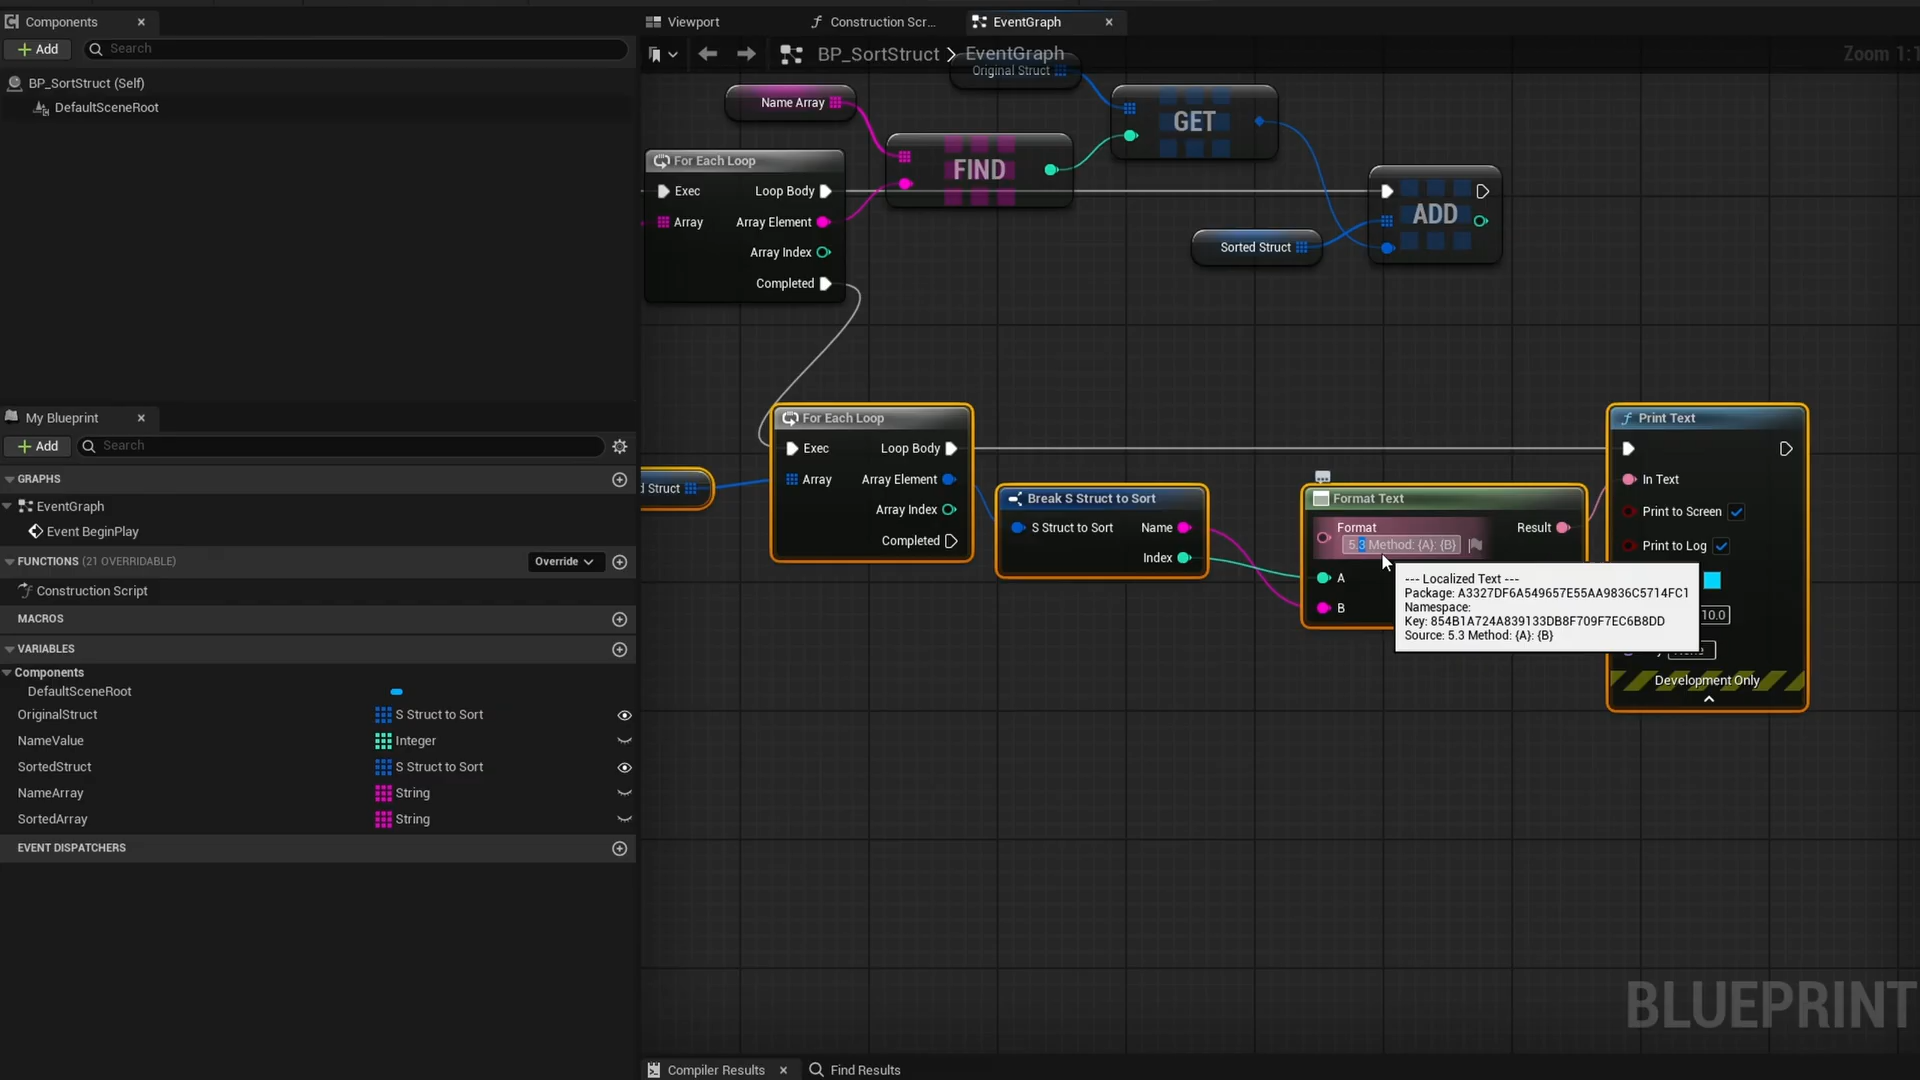 Components
Add
Search
BP_SortStruct (Self)
DefaultSceneRoot
My Blueprint
Add
Search
GRAPHS
EventGraph
Event BeginPlay
FUNCTIONS (21 OVERRIDABLE)
Override
Construction Script
MACROS
VARIABLES
Components
DefaultSceneRoot
OriginalStruct
S Struct to Sort
NameValue
Integer
SortedStruct
S Struct to Sort
NameArray
String
SortedArray
String
EVENT DISPATCHERS
Viewport
Construction Scr...
EventGraph
BP_SortStruct > EventGraph
Zoom 1:1
Original Struct
Name Array
GET
FIND
For Each Loop
Exec
Loop Body
Array
Array Element
Array Index
Completed
ADD
Sorted Struct
For Each Loop
Exec
Loop Body
d Struct
Array
Array Element
Array Index
Completed
Break S Struct to Sort
S Struct to Sort
Name
Index
Format Text
Format
5.3 Method: {A}: {B}
Result
A
B
--- Localized Text ---
Package: A3327DF6A549657E55AA9836C5714FC1
Namespace:
Key: 854B1A724A839133DB8F709F7EC6B8DD
Source: 5.3 Method: {A}: {B}
Print Text
In Text
Print to Screen
Print to Log
10.0
Development Only
BLUEPRINT
Compiler Results
Find Results